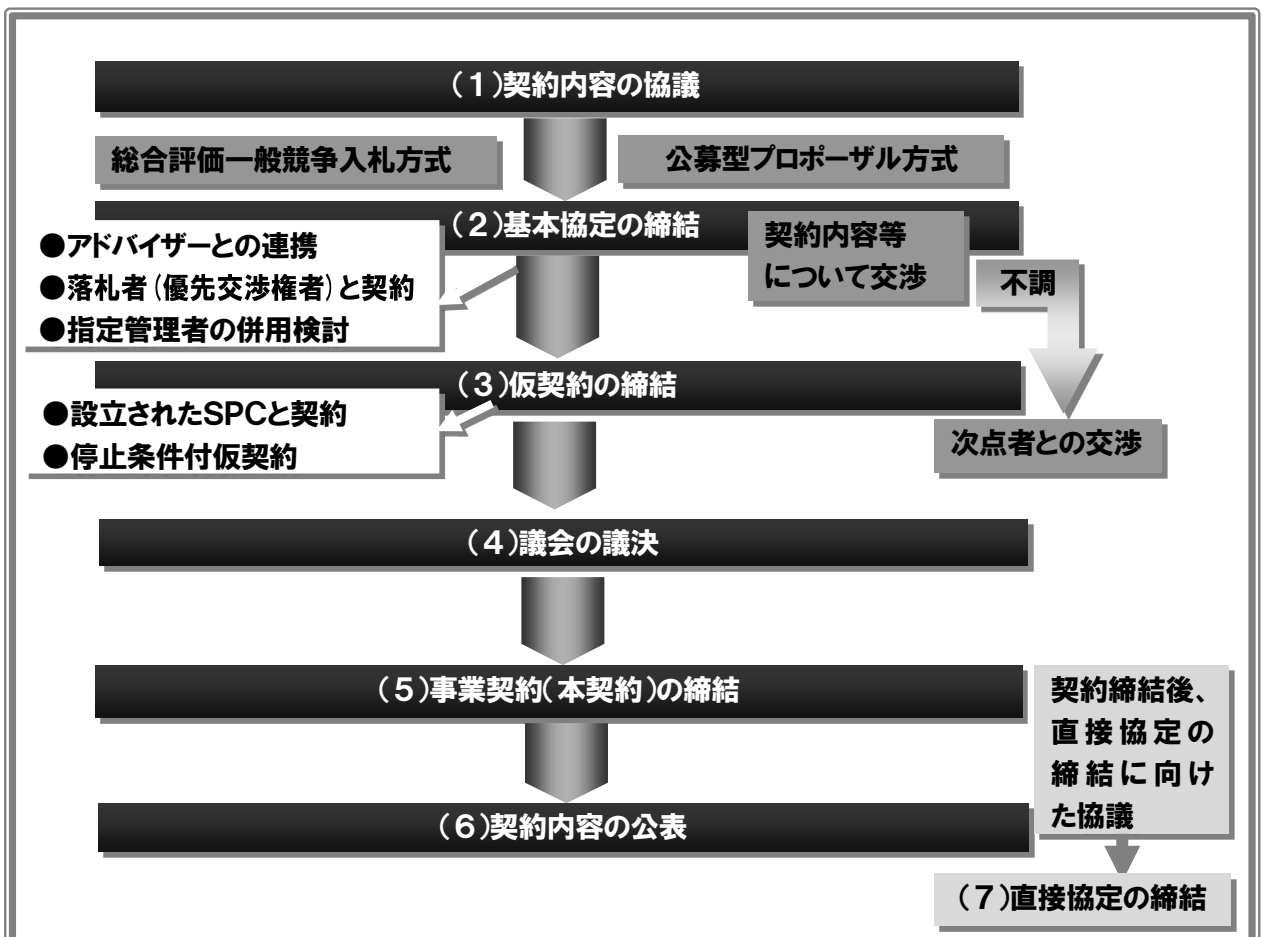 （１）契約内容の協議
総合評価一般競争入札方式
公募型プロポーザル方式
（２）基本協定の締結
●アドバイザーとの連携
●落札者（優先交渉権者）と契約
●指定管理者の併用検討
契約内容等
について交渉
不調
（３）仮契約の締結
●設立されたSPCと契約
●停止条件付仮契約
次点者との交渉
（４）議会の議決
（５）事業契約（本契約）の締結
契約締結後、
直接協定の
締結に向け
た協議
（６）契約内容の公表
（７）直接協定の締結